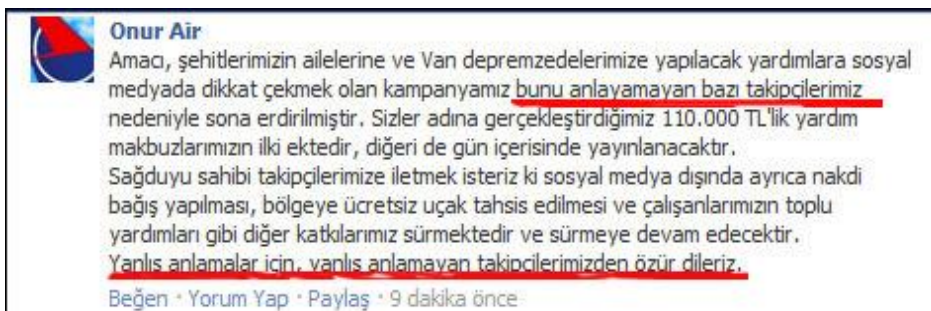 Onur Air
Amacı, şehitlerimizin ailelerine ve Van depremzedelerimize yapılacak yardımlara sosyal
medyada dikkat çekmek olan kampanyamız bunu anlayamayan bazı takipçilerimiz
nedeniyle sona erdirilmiştir. Sizler adına gerçekleştirdiğimiz 110.000 TL'lik yardım
makbuzlarımızın ilki ektedir, diğeri de gün içerisinde yayınlanacaktır.
Sağduyu sahibi takipçilerimize iletmek isteriz ki sosyal medya dışında ayrıca nakdi
bağış yapılması, bölgeye ücretsiz uçak tahsis edilmesi ve çalışanlarımızın toplu
yardımları gibi diğer katkılarımız sürmektedir ve sürmeye devam edecektir.
Yanlış anlamalar için, yanlış anlamayan takipçilerimizden özür dileriz.
Beğen · Yorum Yap · Paylaş · 9 dakika önce